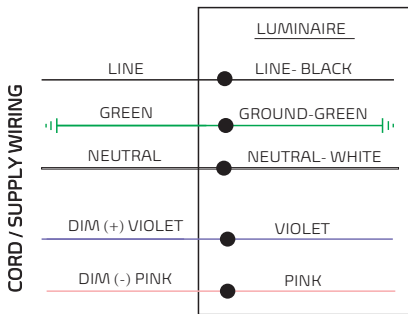 LUMINAIRE
CORD / SUPPLY WIRING
LINE
LINE- BLACK
GREEN
GROUND-GREEN
NEUTRAL
NEUTRAL- WHITE
DIM (+) VIOLET
VIOLET
DIM (-) PINK
PINK